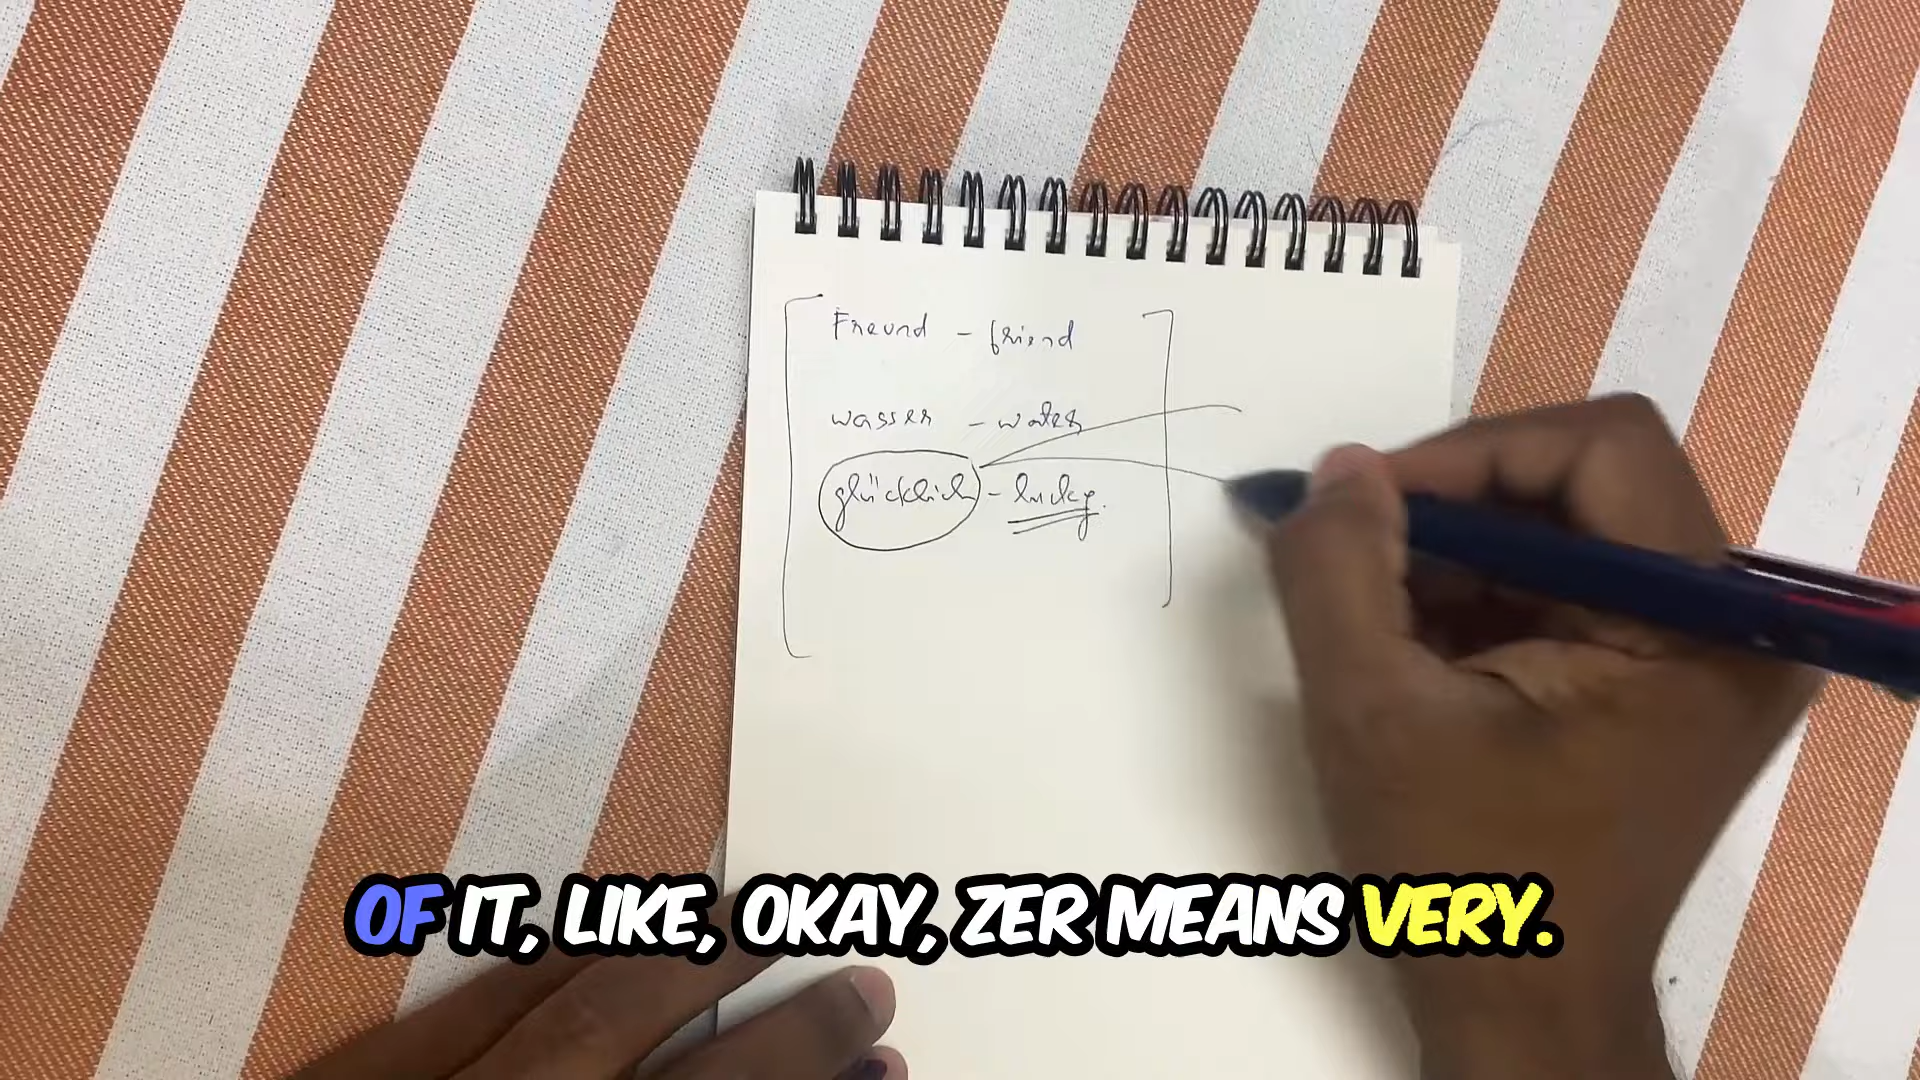 Freund - friend
wasser - water
glücklich - lucky.
OF IT, LIKE, OKAY, ZER MEANS VERY.